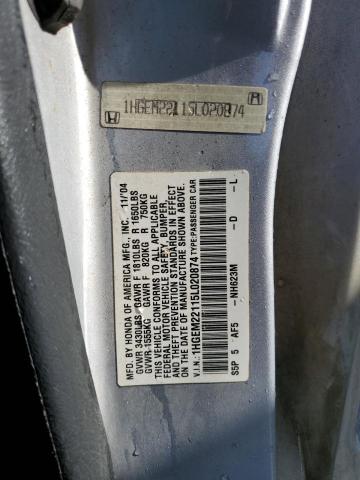 1HGEM22115L020874
MFD. BY HONDA OF AMERICA MFG., INC. 11/'04
GVWR 3430LBS GAWR F 1810LBS R 1650LBS
GVWR-1555KG GAWR F 820KG R 750KG
THIS VEHICLE CONFORMS TO ALL APPLICABLE
FEDERAL MOTOR VEHICLE SAFETY, BUMPER,
AND THEFT PREVENTION STANDARDS IN EFFECT
ON THE DATE OF MANUFACTURE SHOWN ABOVE.
V.I.N.: 1HGEM22115L020874 TYPE: PASSENGER CAR
S5P 5 AF5 -NH623M -D -L